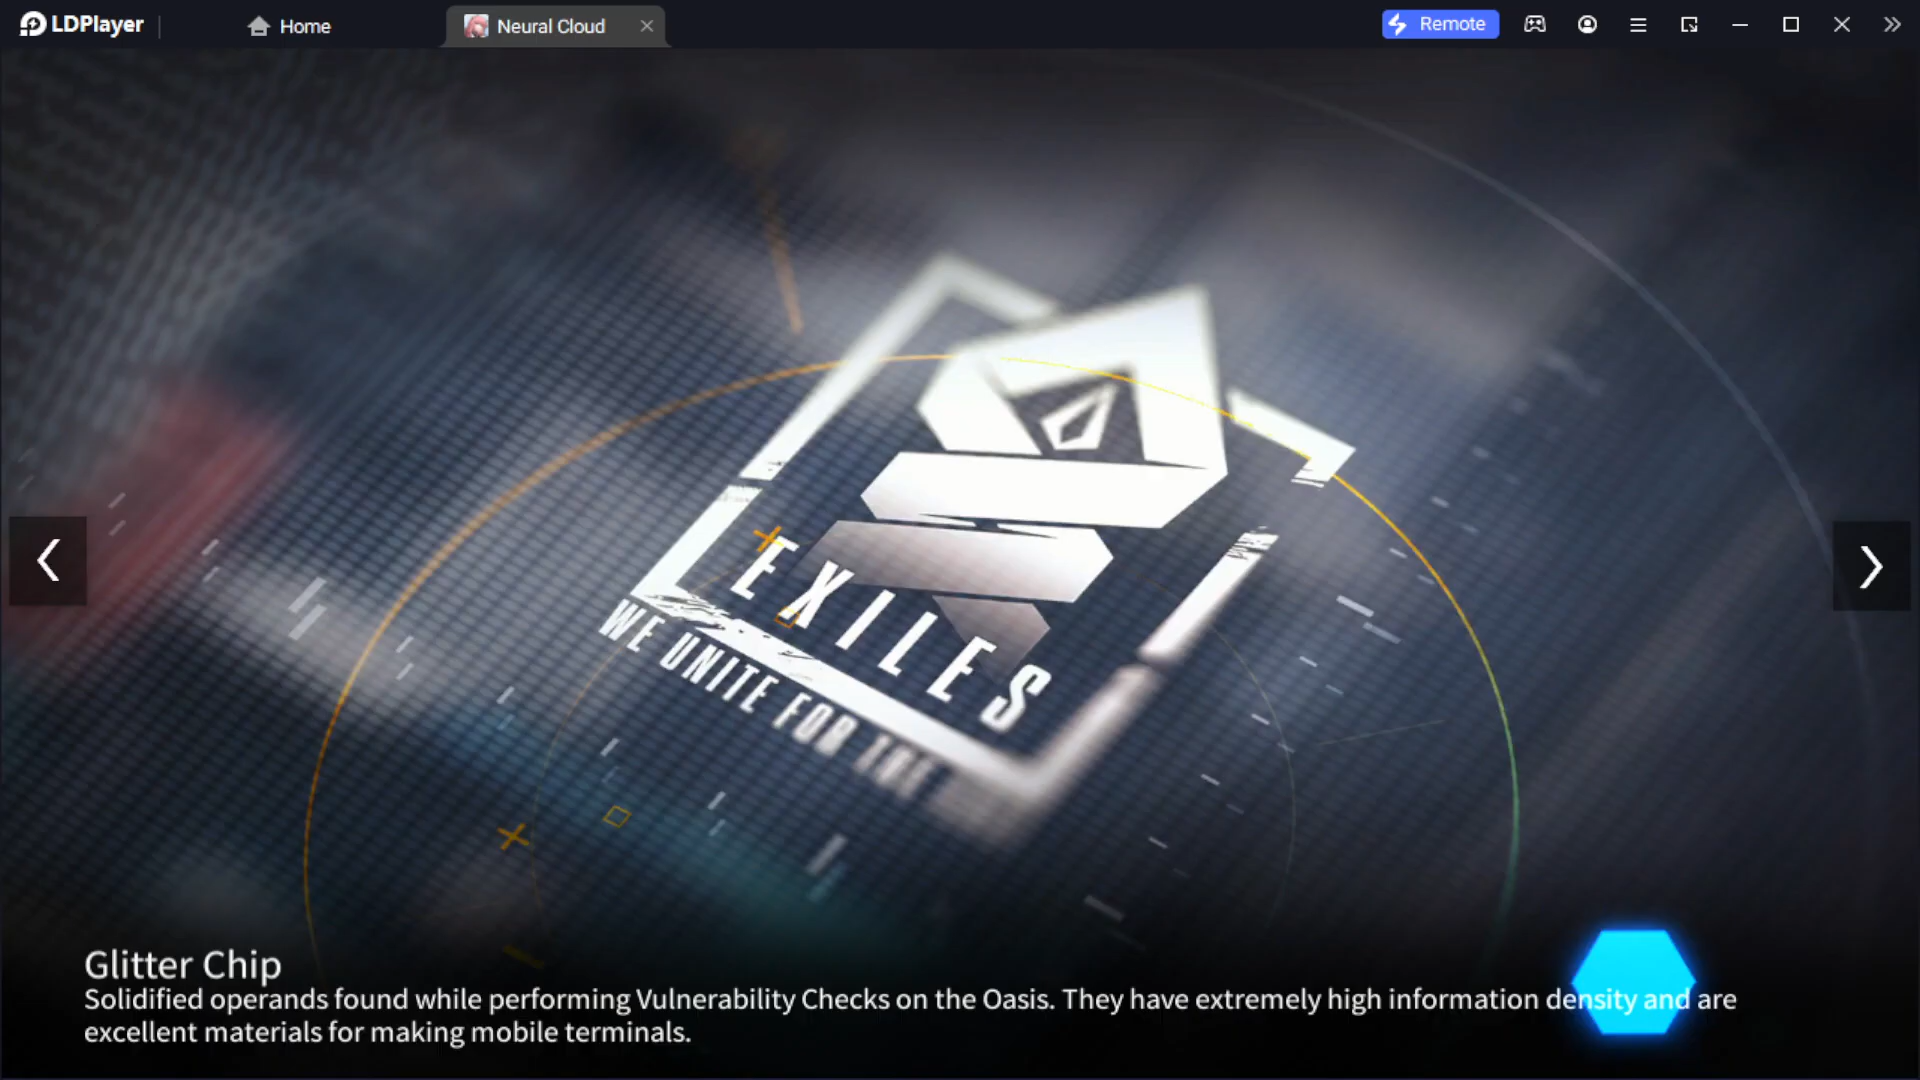 LDPlayer
Home
Neural Cloud
Remote
EXILES
WE UNITE FOR THE
Glitter Chip
Solidified operands found while performing Vulnerability Checks on the Oasis. They have extremely high information density and are
excellent materials for making mobile terminals.